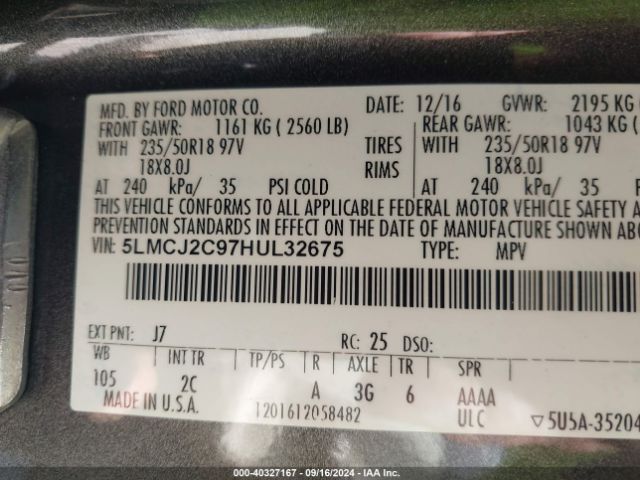 MFD. BY FORD MOTOR CO. DATE: 12/16 GVWR: 2195 KG
FRONT GAWR: 1161 KG ( 2560 LB) REAR GAWR: 1043 KG (
WITH 235/50R18 97V TIRES WITH 235/50R18 97V
18X8.0J RIMS 18X8.0J
AT 240 kPa/ 35 PSI COLD AT 240 kPa/ 35
THIS VEHICLE CONFORMS TO ALL APPLICABLE FEDERAL MOTOR VEHICLE SAFETY
PREVENTION STANDARDS IN EFFECT ON THE DATE OF MANUFACTURE SHOWN
VIN: 5LMCJ2C97HUL32675 TYPE: MPV
EXT PNT: J7 RC: 25 DSO:
WB INT TR TP/PS R AXLE TR SPR
105 2C A 3G 6 AAAA
MADE IN U.S.A. 1201612058482 ULC ▽5U5A-35204
000-40327167 - 09/16/2024 - IAA Inc.